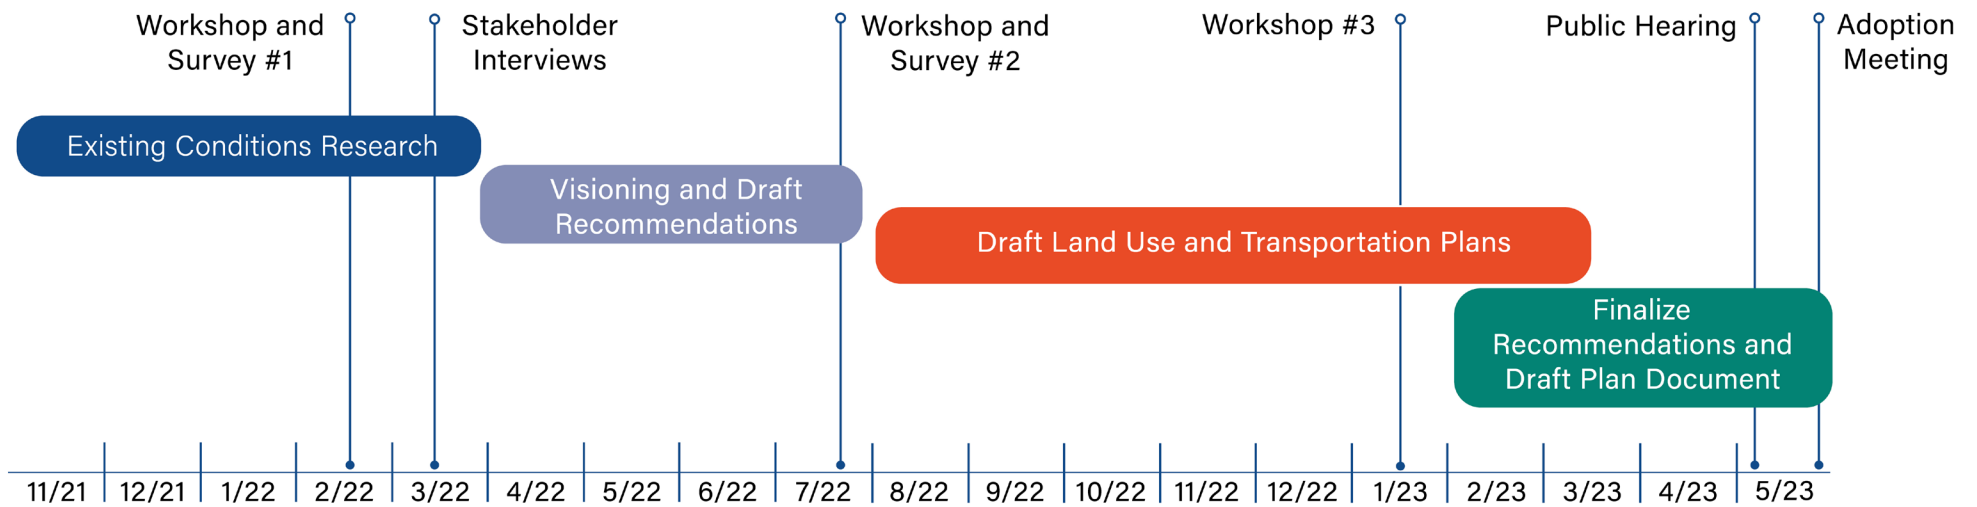 Workshop and
Survey #1
Stakeholder
Interviews
Workshop and
Survey #2
Workshop #3
Public Hearing
Adoption
Meeting
Existing Conditions Research
Visioning and Draft
Recommendations
Draft Land Use and Transportation Plans
Finalize
Recommendations and
Draft Plan Document
11/21 12/21 1/22 2/22 3/22 4/22 5/22 6/22 7/22 8/22 9/22 10/22 11/22 12/22 1/23 2/23 3/23 4/23 5/23